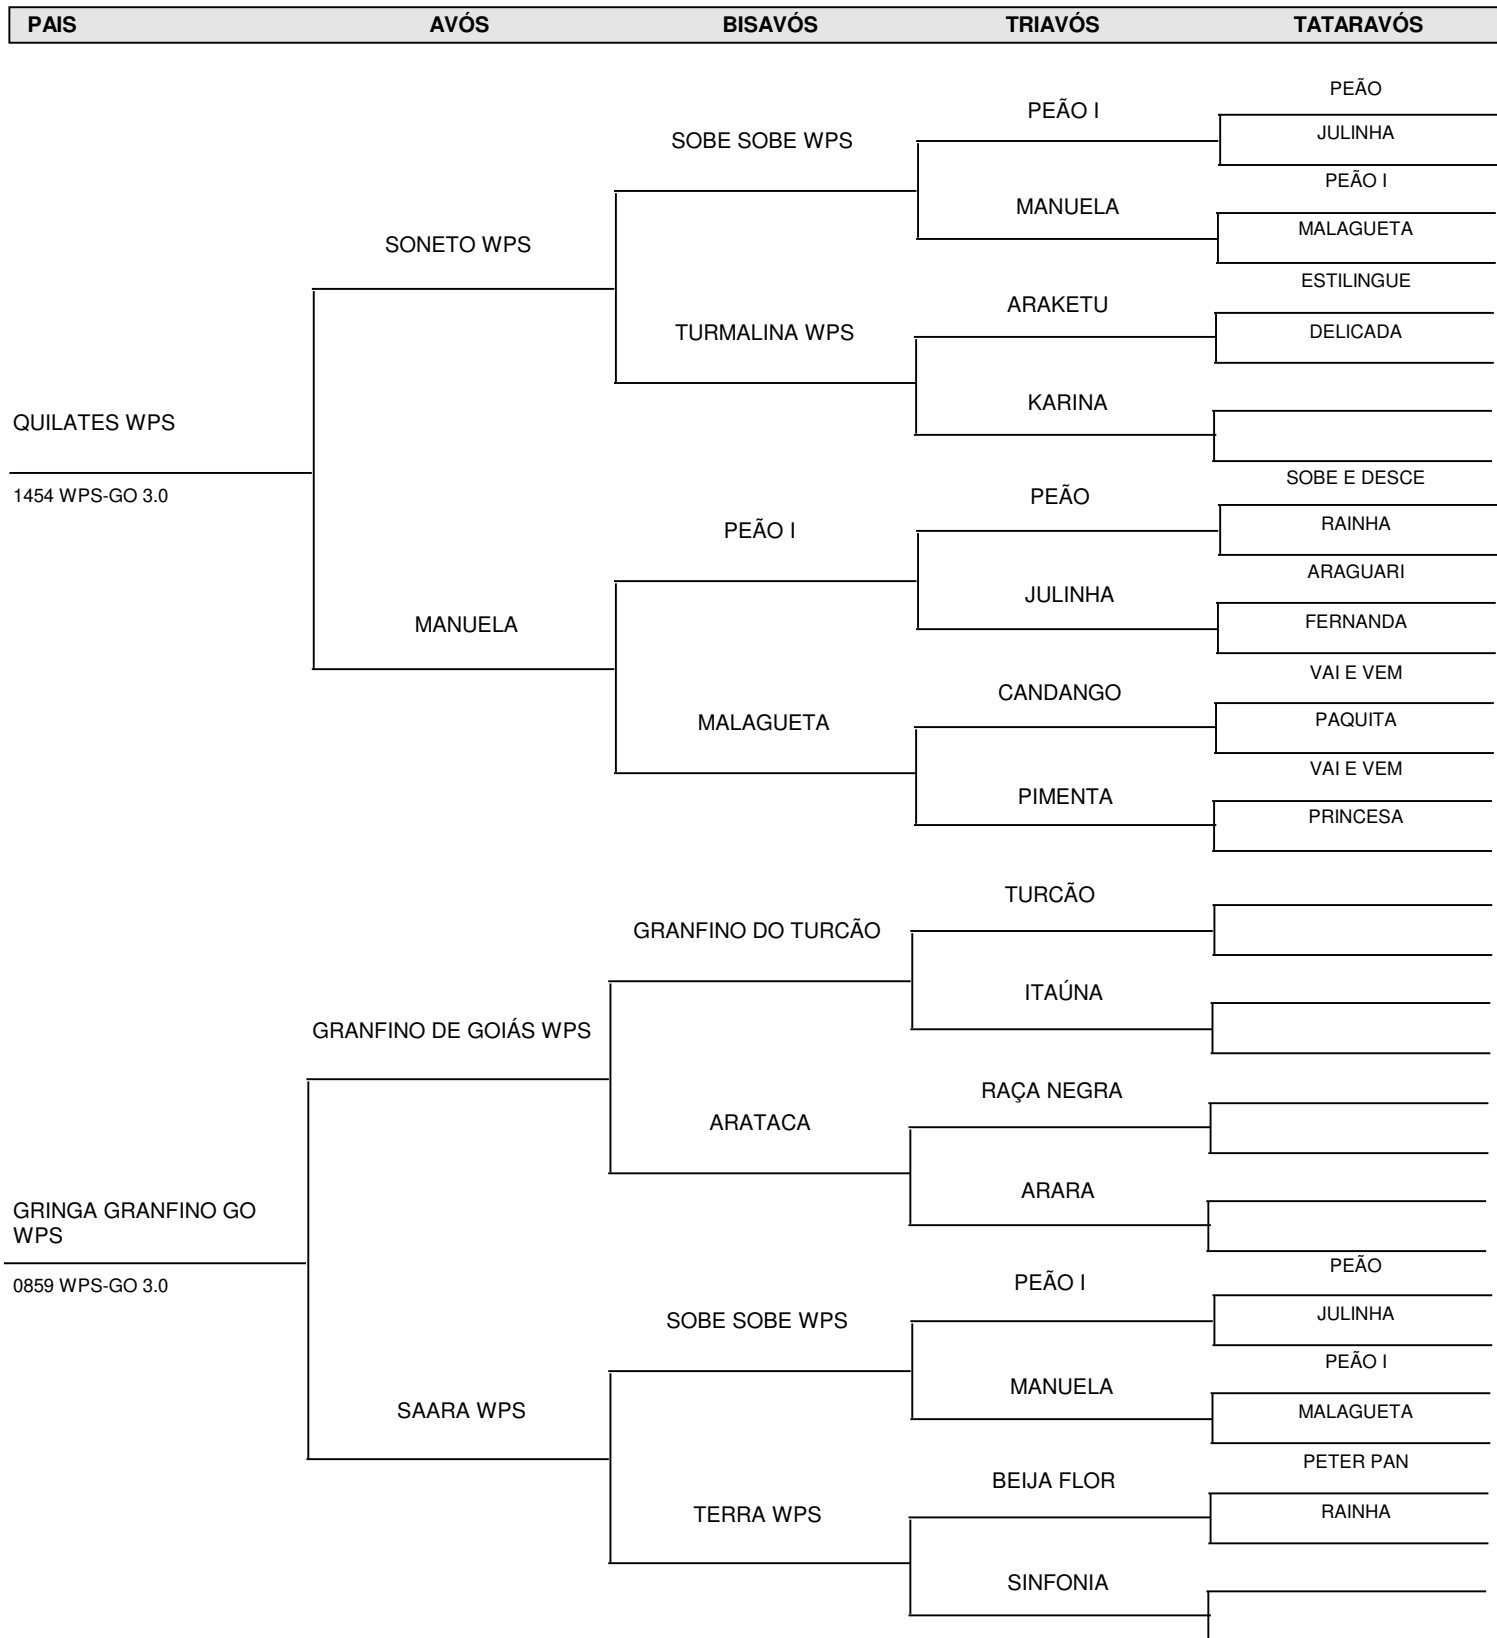 PAIS AVÓS BISAVÓS TRIAVÓS TATARAVÓS
PEÃO
PEÃO I
JULINHA
SOBE SOBE WPS
PEÃO I
MANUELA
MALAGUETA
SONETO WPS
ESTILINGUE
ARAKETU
DELICADA
TURMALINA WPS
KARINA
QUILATES WPS
1454 WPS-GO 3.0
SOBE E DESCE
PEÃO
RAINHA
PEÃO I
ARAGUARI
JULINHA
FERNANDA
MANUELA
VAI E VEM
CANDANGO
PAQUITA
MALAGUETA
VAI E VEM
PIMENTA
PRINCESA
TURCÃO
GRANFINO DO TURCÃO
ITAÚNA
GRANFINO DE GOIÁS WPS
RAÇA NEGRA
ARATACA
ARARA
GRINGA GRANFINO GO
WPS
0859 WPS-GO 3.0
PEÃO
PEÃO I
JULINHA
SOBE SOBE WPS
PEÃO I
MANUELA
MALAGUETA
SAARA WPS
PETER PAN
BEIJA FLOR
RAINHA
TERRA WPS
SINFONIA